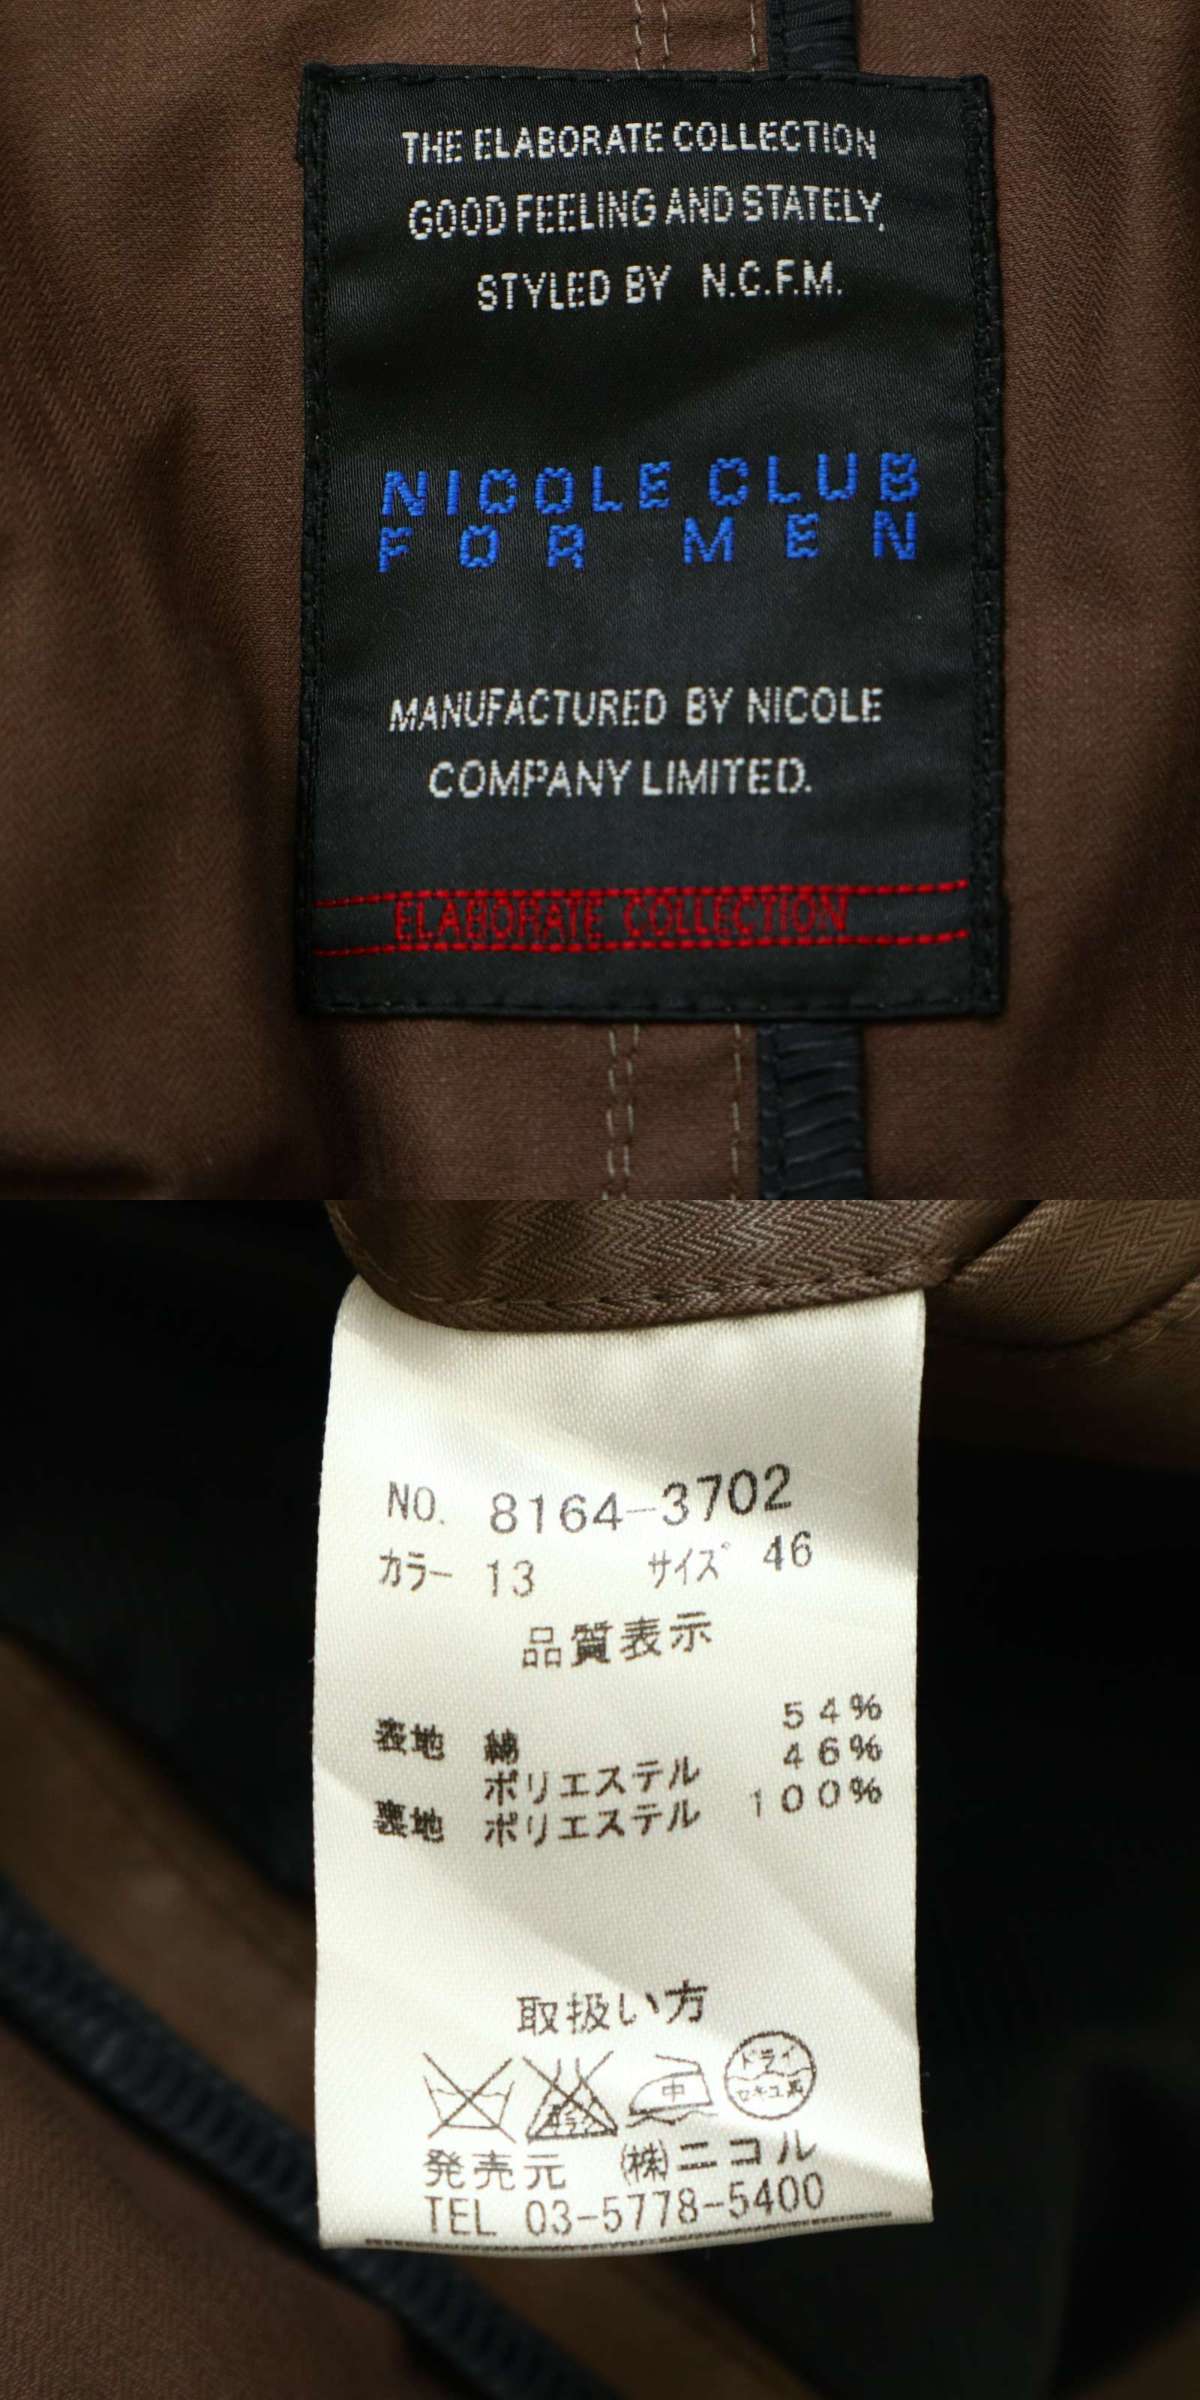 THE ELABORATE COLLECTION
GOOD FEELING AND STATELY,
STYLED BY N.C.F.M.
NICOLE CLUB
FOR MEN
MANUFACTURED BY NICOLE
COMPANY LIMITED.
ELABORATE COLLECTION
NO. 8164-3702
ｶﾗｰ 13 ｻｲｽﾞ 46
品質表示
表地 綿 54%
ポリエステル 46%
裏地 ポリエステル 100%
取扱い方
エンソ
中
ドライ
セキユ系
発売元 ㈱ニコル
TEL 03-5778-5400